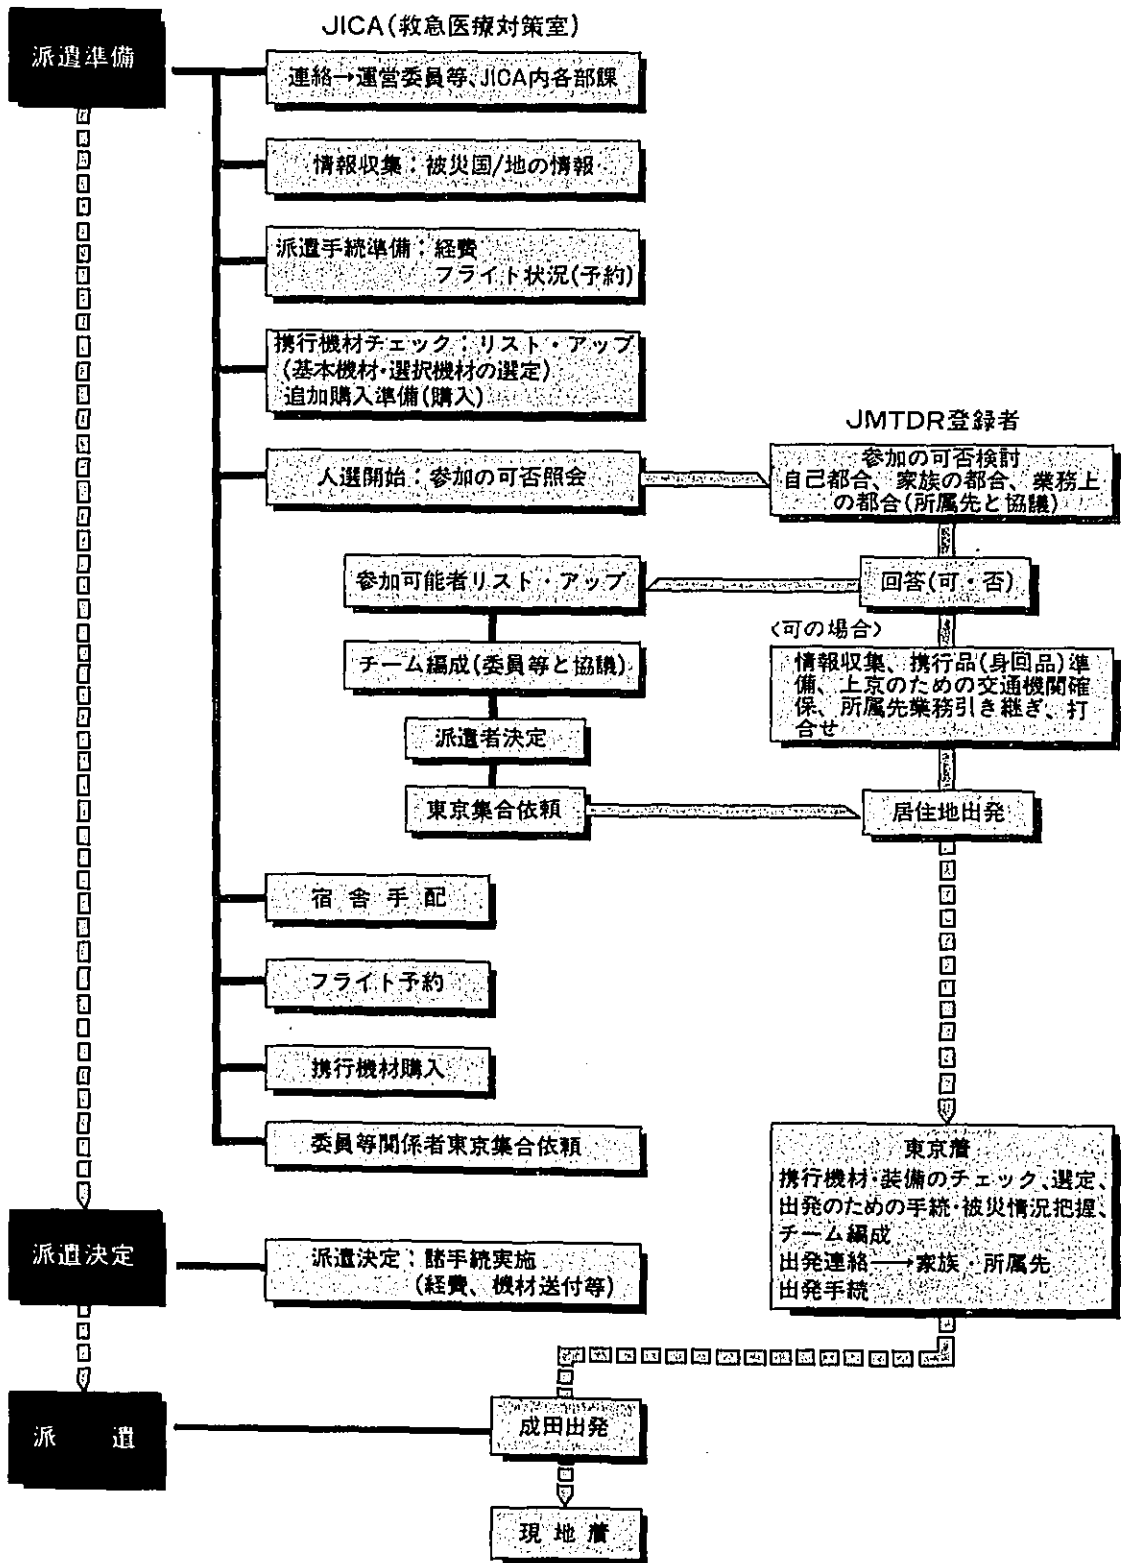 派遣準備
JICA(救急医療対策室)
連絡→運営委員等、JICA内各部課
情報収集：被災国/地の情報
派遣手続準備：経費
フライト状況(予約)
携行機材チェック：リスト・アップ
(基本機材・選択機材の選定)
追加購入準備(購入)
人選開始：参加の可否照会
JMTDR登録者
参加の可否検討
自己都合、家族の都合、業務上
の都合(所属先と協議)
参加可能者リスト・アップ
回答(可・否)
〈可の場合〉
チーム編成(委員等と協議)
情報収集、携行品(身回品)準
備、上京のための交通機関確
保、所属先業務引き継ぎ、打
合せ
派遣者決定
東京集合依頼
居住地出発
宿舎手配
フライト予約
携行機材購入
委員等関係者東京集合依頼
東京着
携行機材・装備のチェック、選定、
出発のための手続・被災情況把握、
チーム編成
出発連絡→家族・所属先
出発手続
派遣決定
派遣決定：諸手続実施
(経費、機材送付等)
派遣
成田出発
現地着